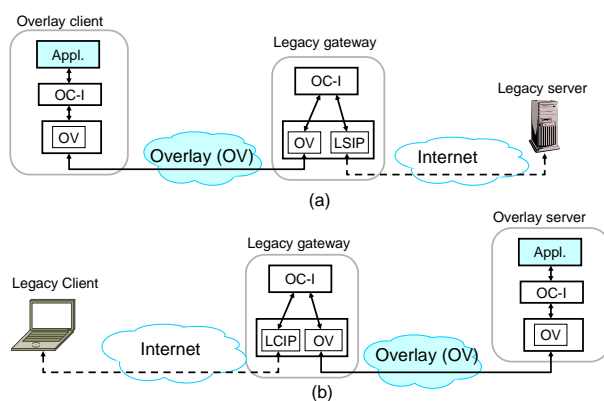 Overlay client
Legacy gateway
Appl.
OC-I
OC-I
Legacy server
OV
OV
LSIP
Overlay (OV)
Internet
(a)
Overlay server
Legacy gateway
Appl.
Legacy Client
OC-I
OC-I
LCIP
OV
OV
Internet
Overlay (OV)
(b)